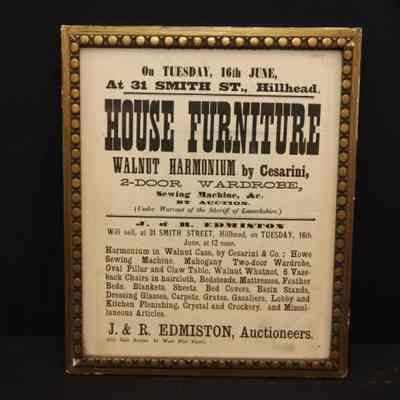 On TUESDAY, 16th JUNE,
At 31 SMITH ST., Hillhead.
HOUSE FURNITURE
WALNUT HARMONIUM by Cesarini,
2-DOOR WARDROBE,
Sewing Machine, &c.
BY AUCTION.
(Under Warrant of the Sheriff of Lanarkshire.)
J. & R. EDMISTON
Will sell, at 31 SMITH STREET, Hillhead, on TUESDAY, 16th
June, at 12 noon.
Harmonium in Walnut Case, by Cesarini & Co.; Howe
Sewing Machine, Mahogany Two-door Wardrobe,
Oval Pillar and Claw Table, Walnut Whatnot, 6 Vase-
back Chairs in haircloth, Bedsteads, Mattresses, Feather
Beds, Blankets, Sheets, Bed Covers, Basin Stands,
Dressing Glasses, Carpets, Grates, Gasaliers, Lobby and
Kitchen Plenishing, Crystal and Crockery, and Miscel-
laneous Articles.
J. & R. EDMISTON, Auctioneers.
West Nile Street.